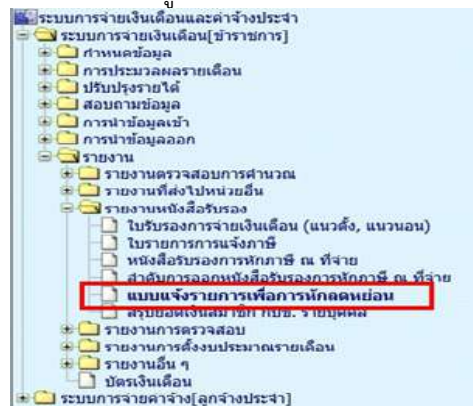 ระบบการจ่ายเงินเดือนและค่าจ้างประจำ
ระบบการจ่ายเงินเดือน[ข้าราชการ]
กำหนดข้อมูล
การประมวลผลรายเดือน
ปรับปรุงรายได้
สอบถามข้อมูล
การนำข้อมูลเข้า
การนำข้อมูลออก
รายงาน
รายงานตรวจสอบการคำนวณ
รายงานที่ส่งไปหน่วยอื่น
รายงานหนังสือรับรอง
ใบรับรองการจ่ายเงินเดือน (แนวตั้ง, แนวนอน)
ใบรายการการแจ้งภาษี
หนังสือรับรองการหักภาษี ณ ที่จ่าย
ลำดับการออกหนังสือรับรองการหักภาษี ณ ที่จ่าย
แบบแจ้งรายการเพื่อการหักลดหย่อน
สรุปยอดเงินสมาชิก กบข. รายบุคคล
รายงานการตรวจสอบ
รายงานการตั้งงบประมาณรายเดือน
รายงานอื่น ๆ
บัตรเงินเดือน
ระบบการจ่ายค่าจ้าง[ลูกจ้างประจำ]